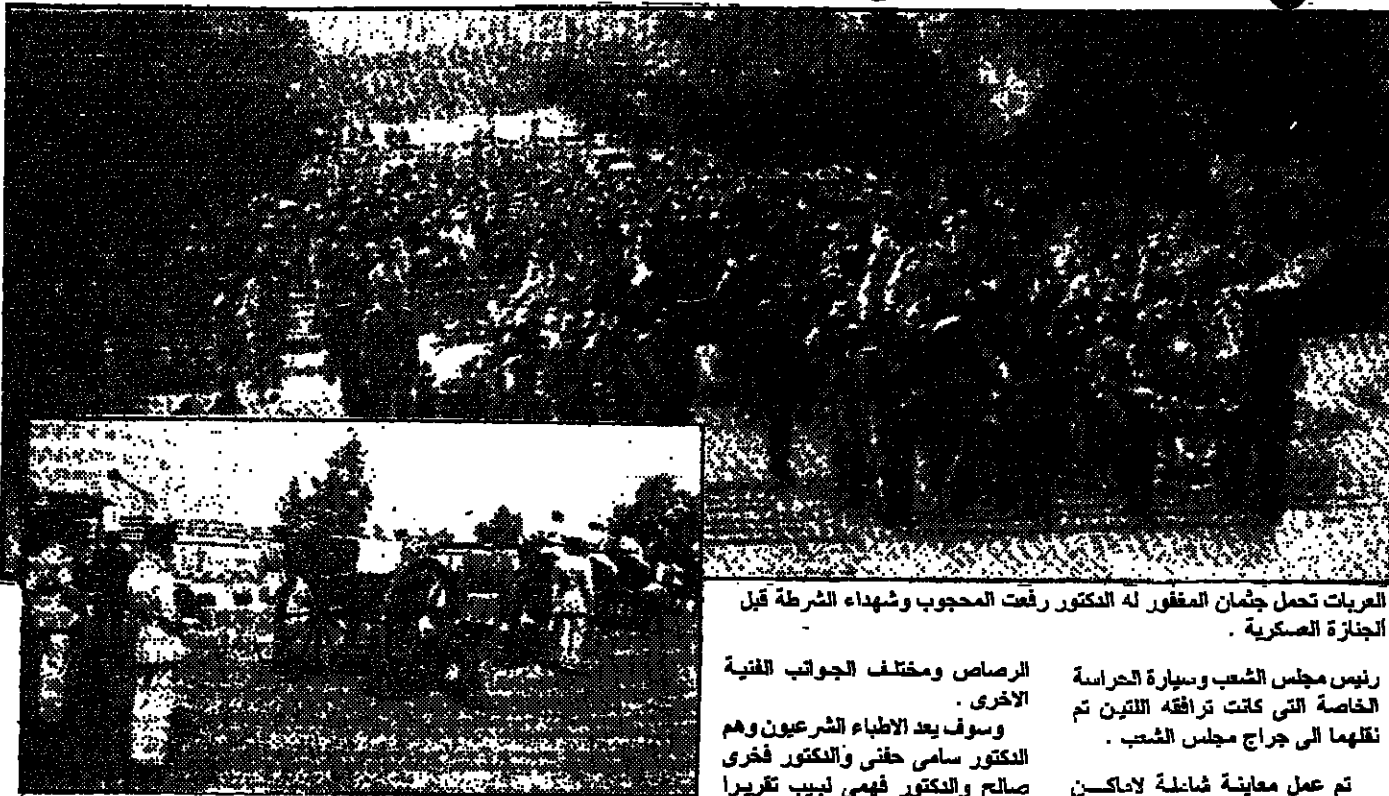 العربات تحمل جثمان المغفور له الدكتور رفعت المحجوب وشهداء الشرطة قبل
الجنازة العسكرية .
رئيس مجلس الشعب وسيارة الحراسة
الخاصة التى كانت ترافقه اللتين تم
نقلهما الى جراج مجلس الشعب .
تم عمل معاينة شاملة لاماكن
الرصاص ومختلف الجوانب الفنية
الاخرى .
وسوف يعد الاطباء الشرعيون وهم
الدكتور سامى حفنى والدكتور فخرى
صالح والدكتور فهمى لبيب تقريرا